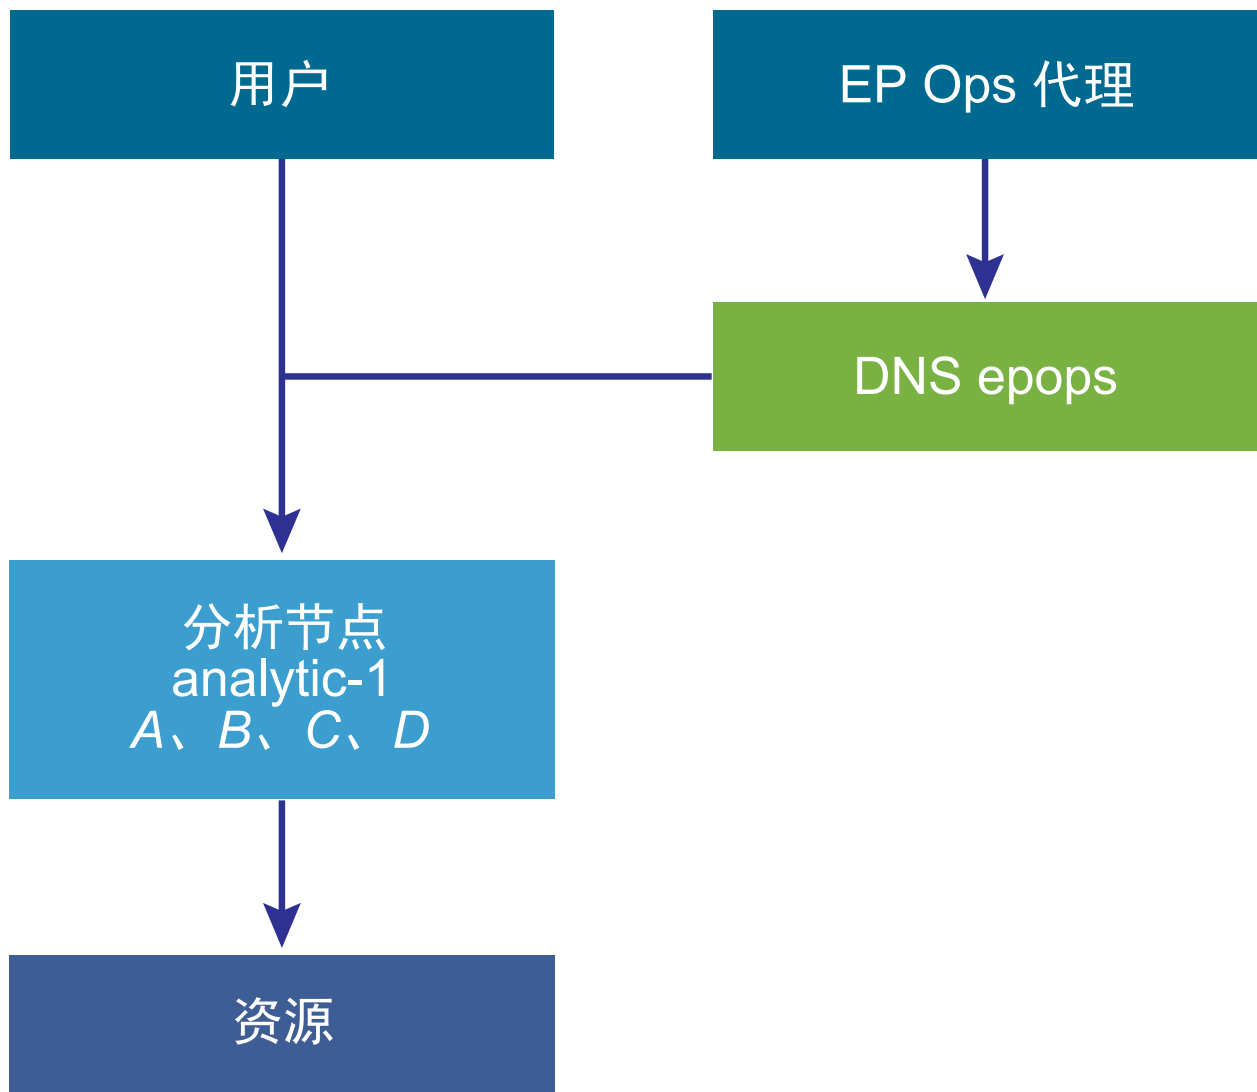 用户
EP Ops 代理
DNS epops
分析节点
analytic-1
A、B、C、D
资源